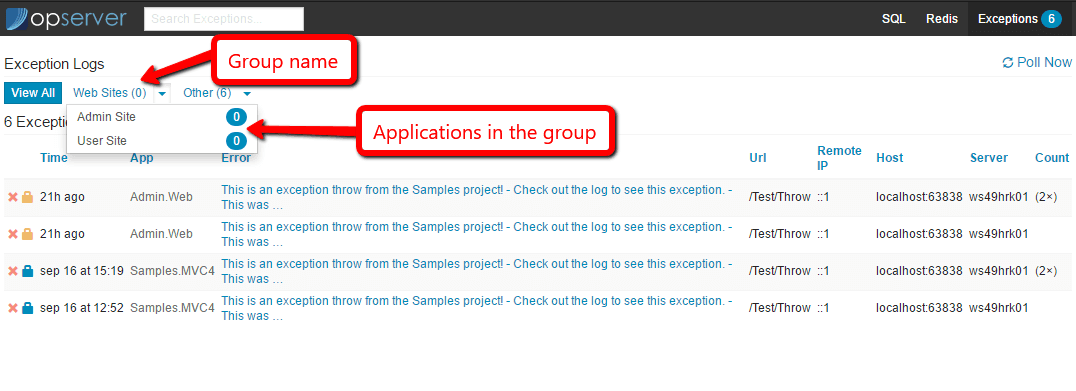 opserver Search Exceptions... SQL Redis Exceptions 6
Group name
Exception Logs Poll Now
View All Web Sites (0) Other (6)
Admin Site 0
Applications in the group
6 Exceptio
User Site 0
Time App Error Url Remote IP Host Server Count
21h ago Admin.Web This is an exception throw from the Samples project! - Check out the log to see this exception. - /Test/Throw ::1 localhost:63838 ws49hrk01 (2×)
This was ...
21h ago Admin.Web This is an exception throw from the Samples project! - Check out the log to see this exception. - /Test/Throw ::1 localhost:63838 ws49hrk01
This was ...
sep 16 at 15:19 Samples.MVC4 This is an exception throw from the Samples project! - Check out the log to see this exception. - /Test/Throw ::1 localhost:63838 ws49hrk01 (2×)
This was ...
sep 16 at 12:52 Samples.MVC4 This is an exception throw from the Samples project! - Check out the log to see this exception. - /Test/Throw ::1 localhost:63838 ws49hrk01
This was ...